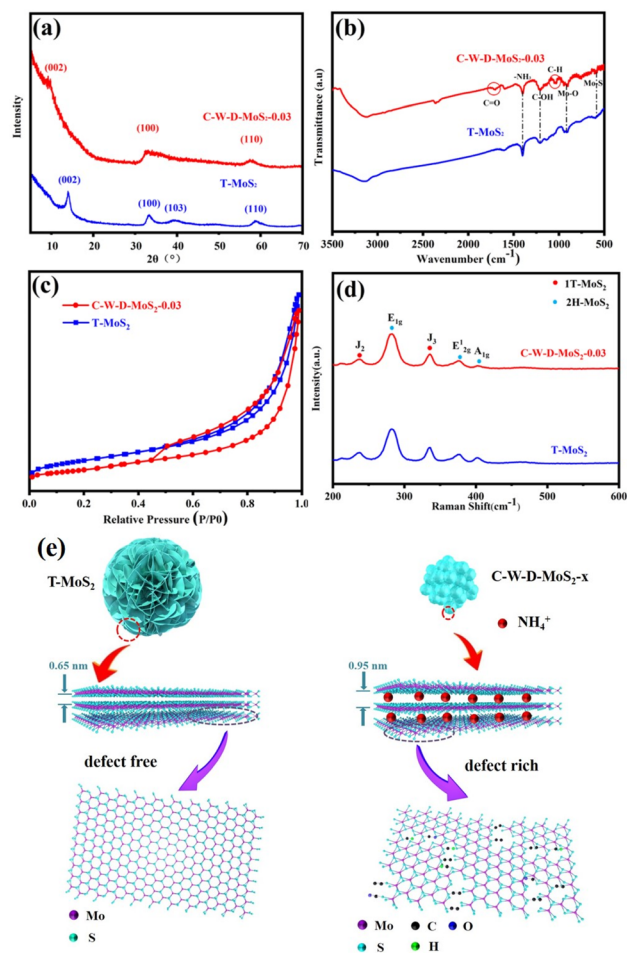 (a)
(002)
(100)
C-W-D-MoS₂-0.03
(110)
T-MoS₂
(002)
(100)
(103)
(110)
Intensity
10 20 30 40 50 60 70
2θ (°)
(b)
C-W-D-MoS₂-0.03
-NH₂
C-H
C=O
C-OH
Mo-O
Mo-S
T-MoS₂
Transmittance (a.u)
3500 3000 2500 2000 1500 1000 500
Wavenumber (cm⁻¹)
(c)
C-W-D-MoS₂-0.03
T-MoS₂
0.0 0.2 0.4 0.6 0.8 1.0
Relative Pressure (P/P0)
(d)
1T-MoS₂
2H-MoS₂
J₂
E₁g
J₃
E¹₂g
A₁g
C-W-D-MoS₂-0.03
T-MoS₂
Intensity(a.u.)
200 300 400 500 600
Raman Shift(cm⁻¹)
(e)
T-MoS₂
C-W-D-MoS₂-x
NH₄⁺
0.65 nm
0.95 nm
defect free
defect rich
Mo
S
Mo
C
O
S
H